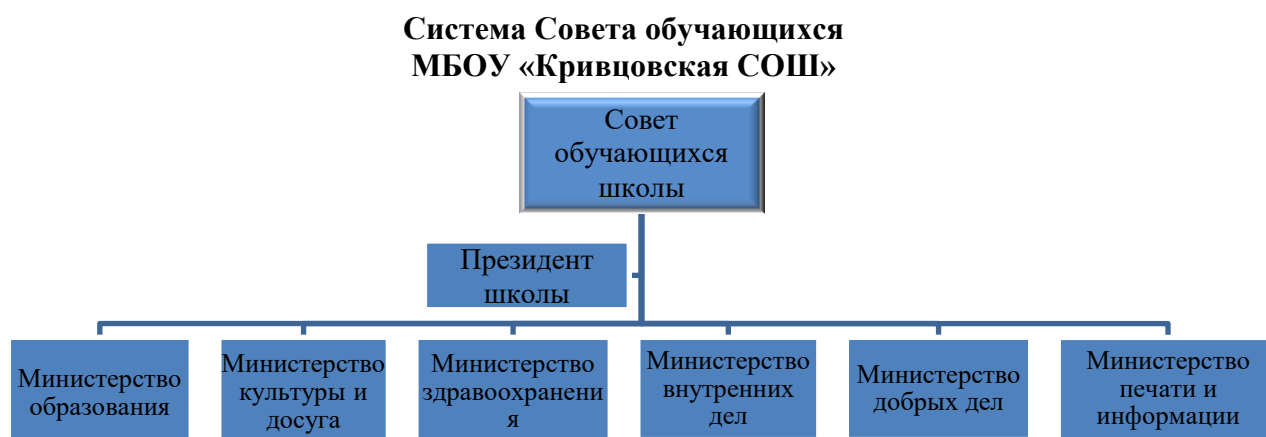 Система Совета обучающихся
МБОУ «Кривцовская СОШ»
Совет
обучающихся
школы
Президент
школы
Министерство
образования
Министерство
культуры и
досуга
Министерство
здравоохранени
я
Министерство
внутренних
дел
Министерство
добрых дел
Министерство
печати и
информации